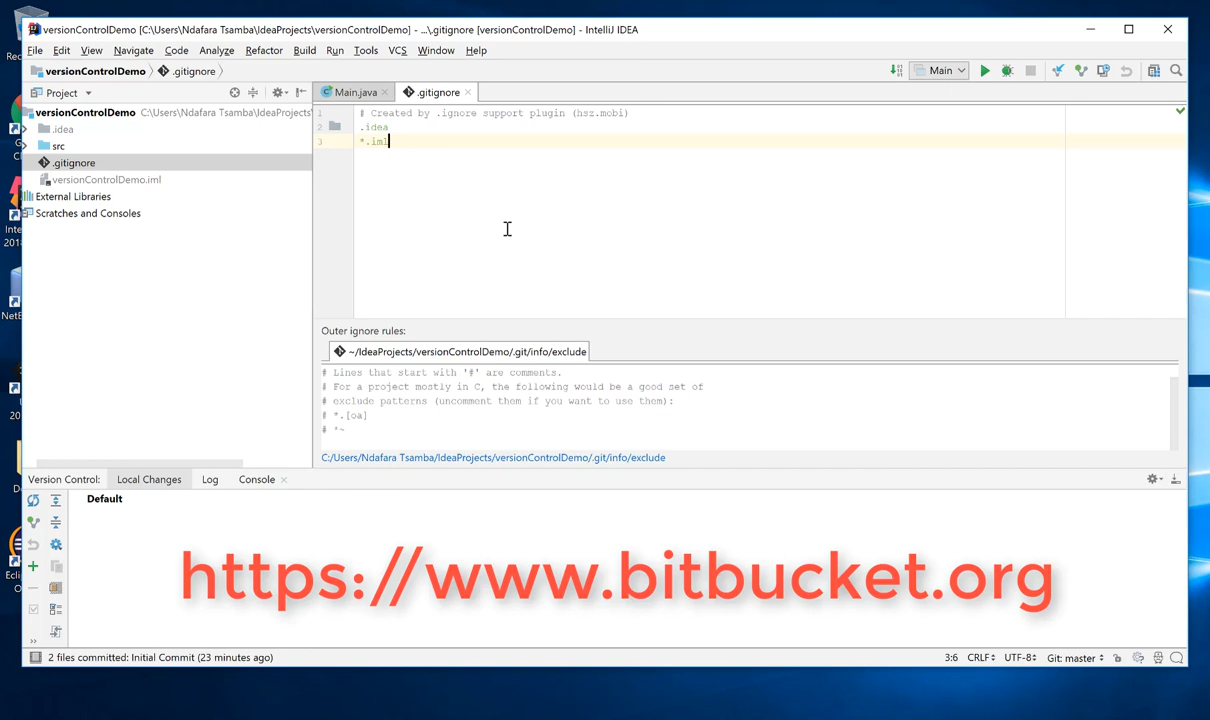 versionControlDemo [C:\Users\Ndafara Tsamba\IdeaProjects\versionControlDemo] - ...\.gitignore [versionControlDemo] - IntelliJ IDEA
File Edit View Navigate Code Analyze Refactor Build Run Tools VCS Window Help
versionControlDemo .gitignore Main
Project Main.java .gitignore
versionControlDemo C:\Users\Ndafara Tsamba\IdeaProjects\
.idea
src
.gitignore
versionControlDemo.iml
External Libraries
Scratches and Consoles
1 # Created by .ignore support plugin (hsz.mobi)
2 .idea
3 *.iml
Outer ignore rules:
~/IdeaProjects/versionControlDemo/.git/info/exclude
# Lines that start with '#' are comments.
# For a project mostly in C, the following would be a good set of
# exclude patterns (uncomment them if you want to use them):
# *.[oa]
# *~
C:/Users/Ndafara Tsamba/IdeaProjects/versionControlDemo/.git/info/exclude
Version Control: Local Changes Log Console
Default
https://www.bitbucket.org
2 files committed: Initial Commit (23 minutes ago) 3:6 CRLF UTF-8 Git: master